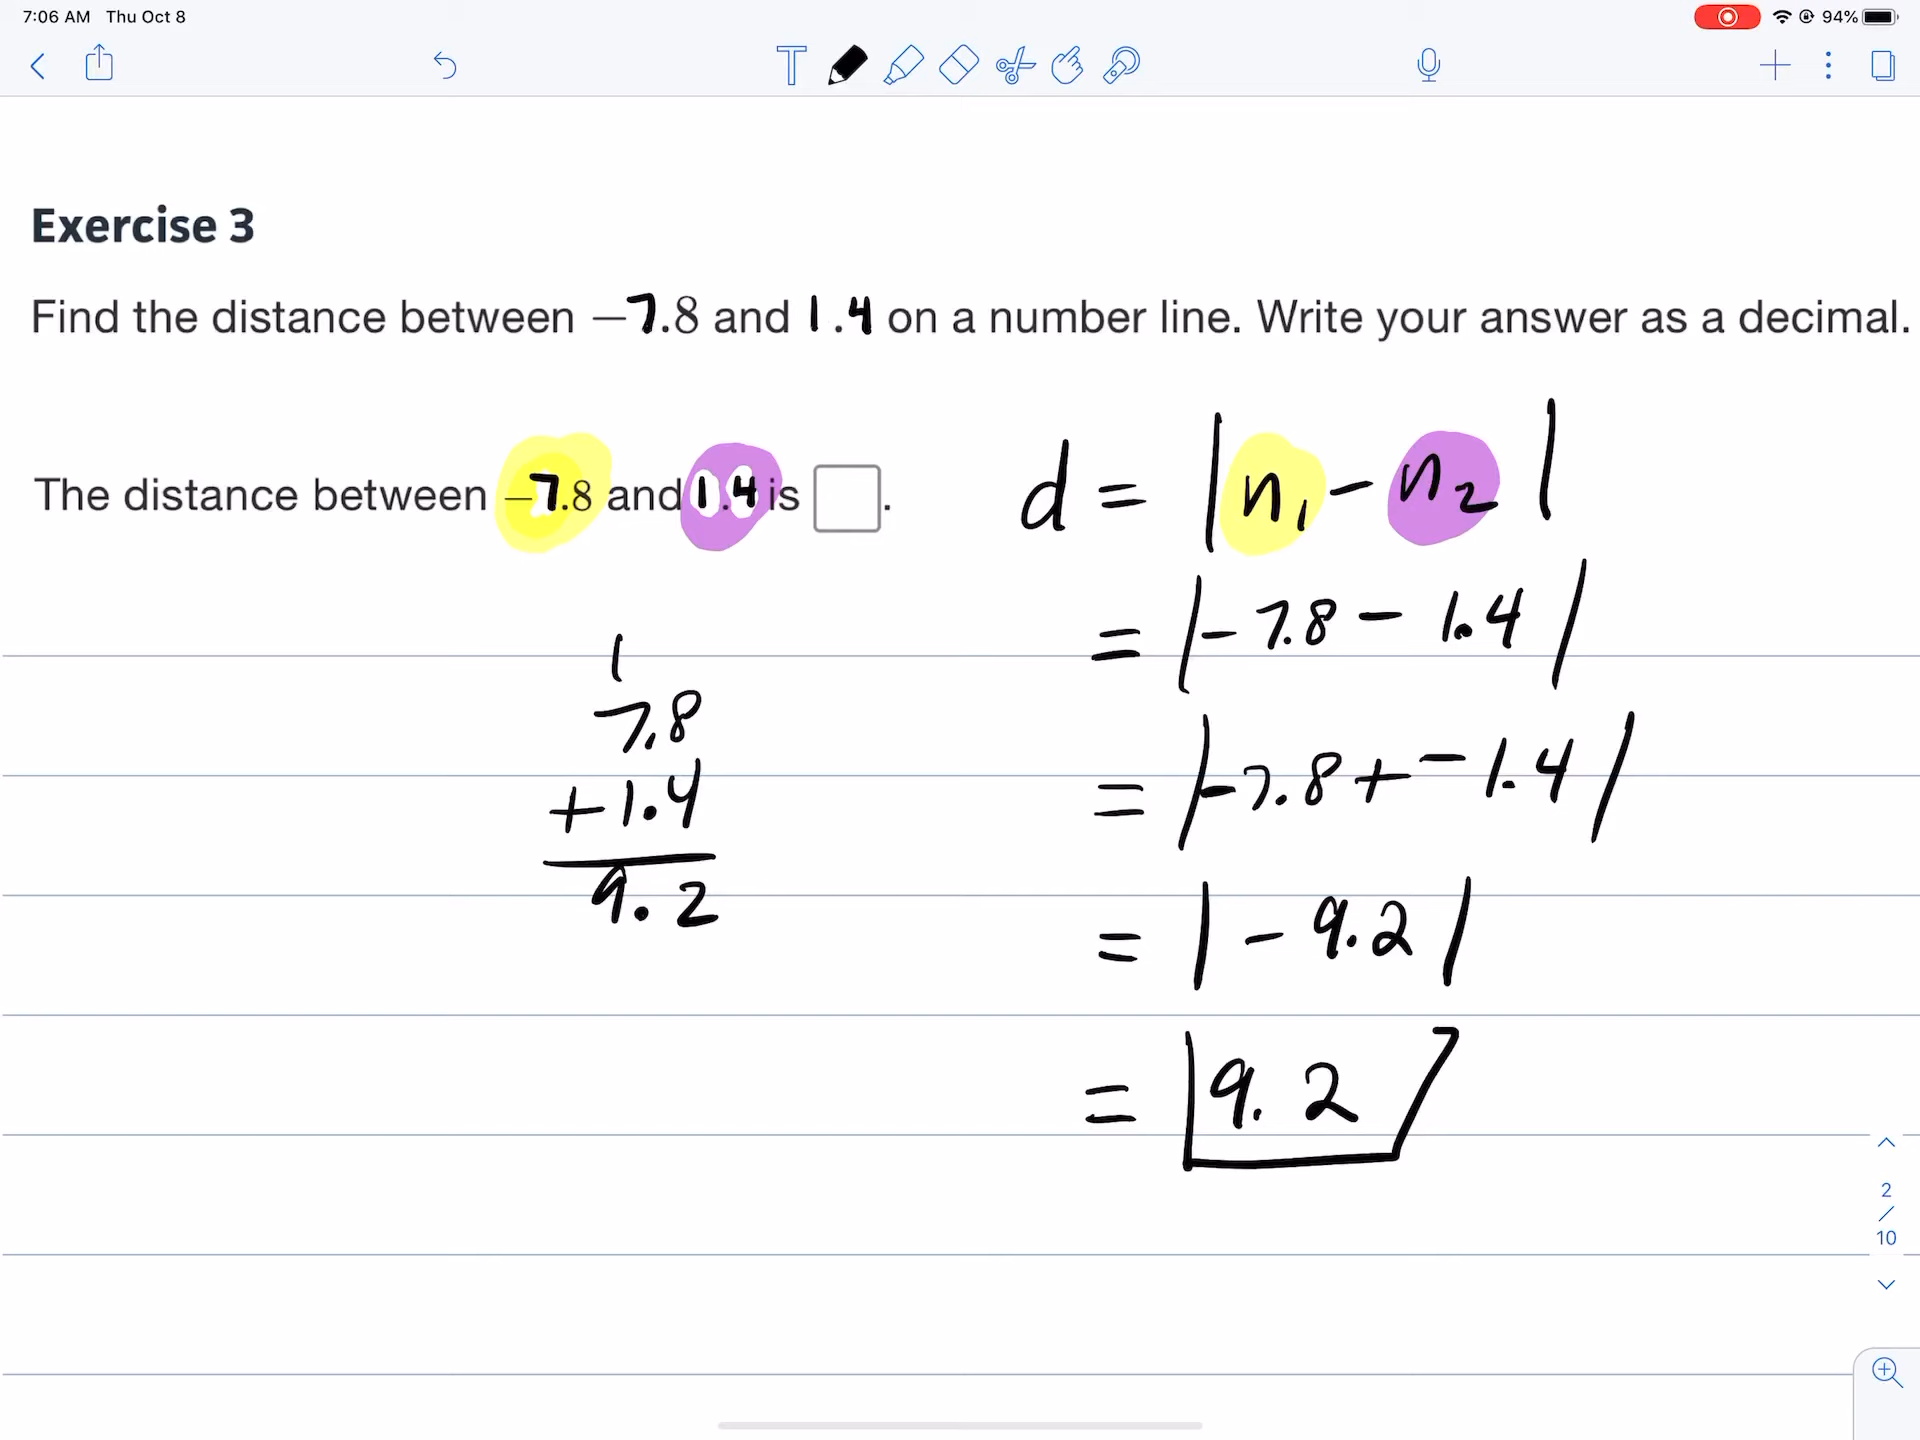 7:06 AM Thu Oct 8
94%
T
Exercise 3
Find the distance between −7.8 and 1.4 on a number line. Write your answer as a decimal.
The distance between −7.8 and 1.4 is □.
d = |n₁ − n₂|
= |−7.8 − 1.4|
= |−7.8 + −1.4|
= |−9.2|
= 9.2
1
7.8
+1.4
9.2
2
/
10